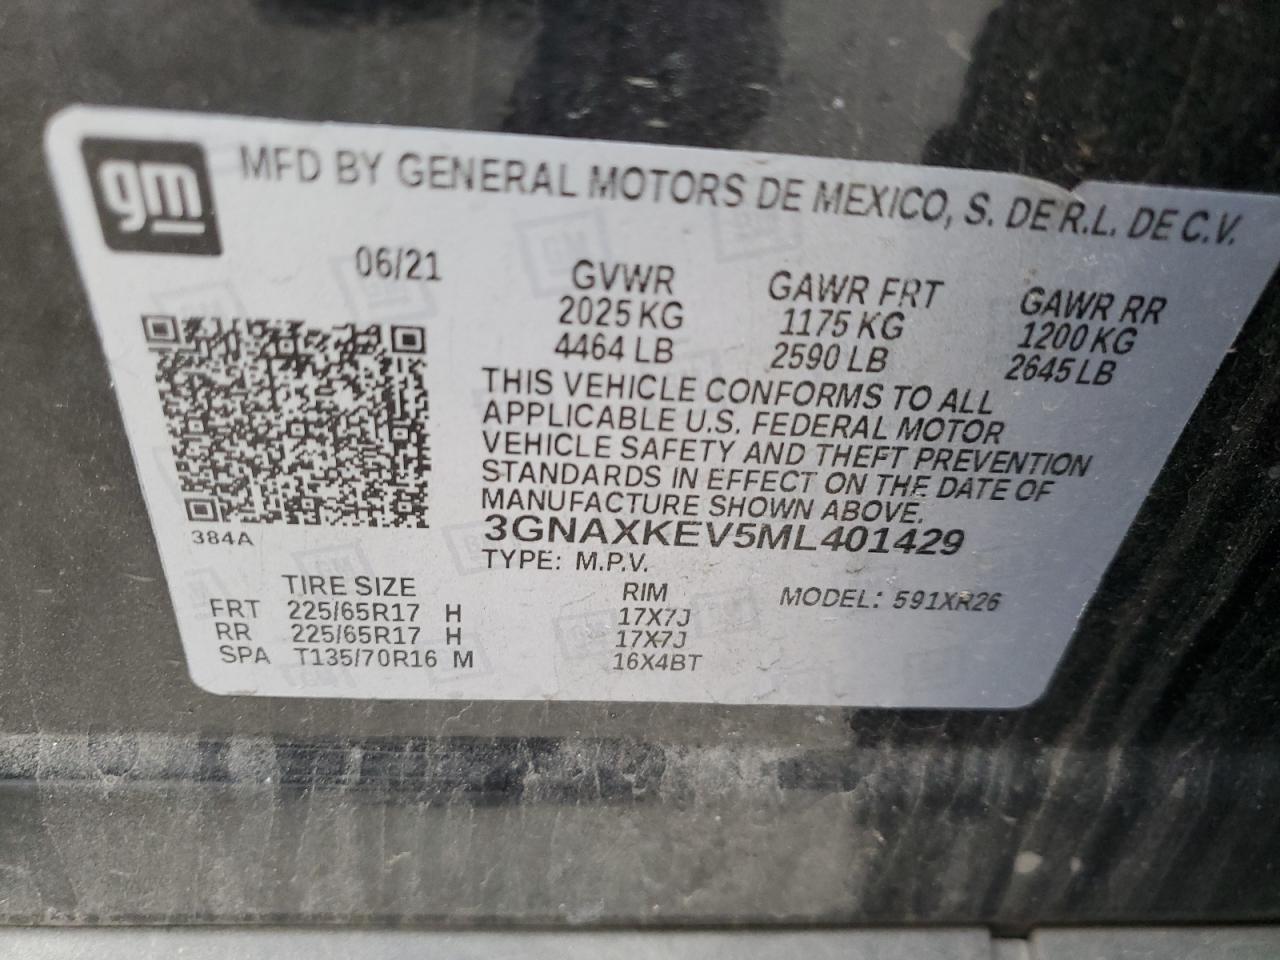 gm
MFD BY GENERAL MOTORS DE MEXICO, S. DE R.L. DE C.V.
06/21
GVWR GAWR FRT GAWR RR
2025 KG 1175 KG 1200 KG
4464 LB 2590 LB 2645 LB
THIS VEHICLE CONFORMS TO ALL
APPLICABLE U.S. FEDERAL MOTOR
VEHICLE SAFETY AND THEFT PREVENTION
STANDARDS IN EFFECT ON THE DATE OF
MANUFACTURE SHOWN ABOVE.
3GNAXKEV5ML401429
384A
TYPE: M.P.V.
TIRE SIZE RIM MODEL: 591XR26
FRT 225/65R17 H 17X7J
RR 225/65R17 H 17X7J
SPA T135/70R16 M 16X4BT